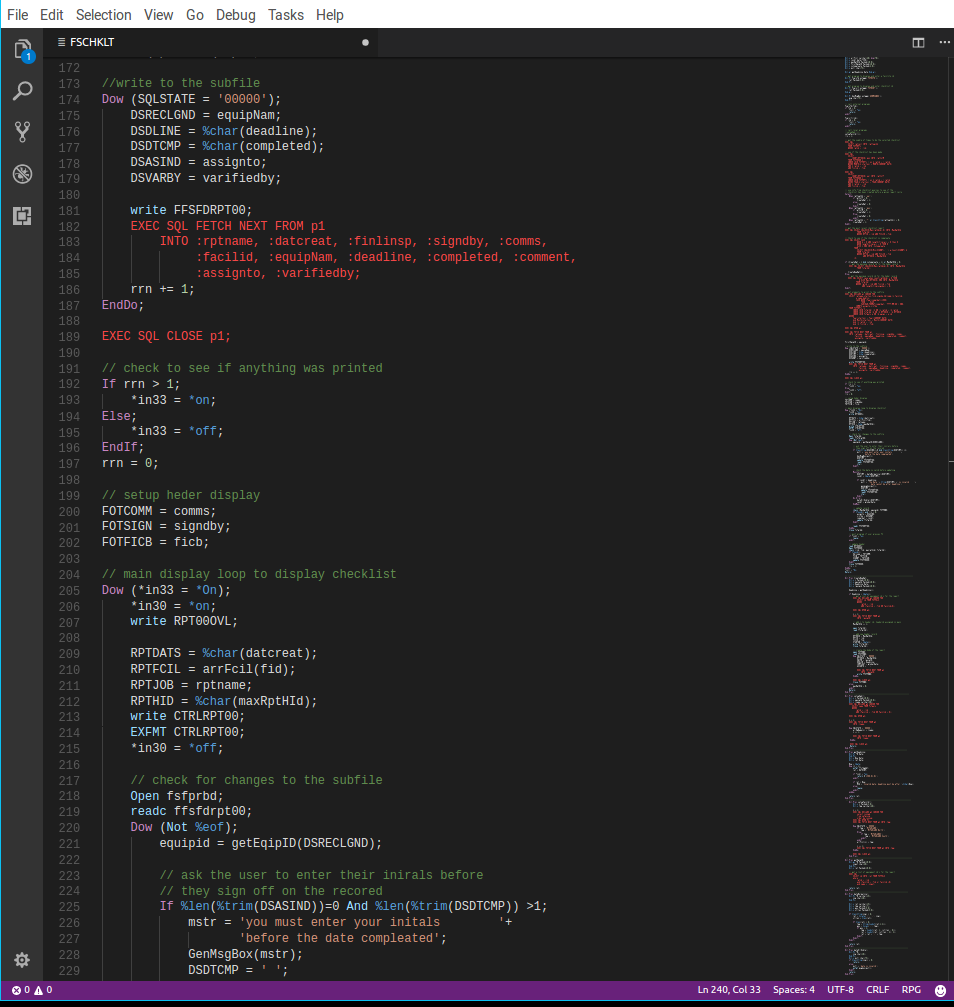 File Edit Selection View Go Debug Tasks Help
FSCHKLT
1
172
173 //write to the subfile
174 Dow (SQLSTATE = '00000');
175 DSRECLGND = equipNam;
176 DSDLINE = %char(deadline);
177 DSDTCMP = %char(completed);
178 DSASIND = assignto;
179 DSVARBY = varifiedby;
180
181 write FFSFDRPT00;
182 EXEC SQL FETCH NEXT FROM p1
183 INTO :rptname, :datcreat, :finlinsp, :signdby, :comms,
184 :facilid, :equipNam, :deadline, :completed, :comment,
185 :assignto, :varifiedby;
186 rrn += 1;
187 EndDo;
188
189 EXEC SQL CLOSE p1;
190
191 // check to see if anything was printed
192 If rrn > 1;
193 *in33 = *on;
194 Else;
195 *in33 = *off;
196 EndIf;
197 rrn = 0;
198
199 // setup heder display
200 FOTCOMM = comms;
201 FOTSIGN = signdby;
202 FOTFICB = ficb;
203
204 // main display loop to display checklist
205 Dow (*in33 = *On);
206 *in30 = *on;
207 write RPT00OVL;
208
209 RPTDATS = %char(datcreat);
210 RPTFCIL = arrFcil(fid);
211 RPTJOB = rptname;
212 RPTHID = %char(maxRptHId);
213 write CTRLRPT00;
214 EXFMT CTRLRPT00;
215 *in30 = *off;
216
217 // check for changes to the subfile
218 Open fsfprbd;
219 readc ffsfdrpt00;
220 Dow (Not %eof);
221 equipid = getEqipID(DSRECLGND);
222
223 // ask the user to enter their inirals before
224 // they sign off on the recored
225 If %len(%trim(DSASIND))=0 And %len(%trim(DSDTCMP)) >1;
226 mstr = 'you must enter your initals '+
227 'before the date compleated';
228 GenMsgBox(mstr);
229 DSDTCMP = ' ';
0 0 Ln 240, Col 33 Spaces: 4 UTF-8 CRLF RPG